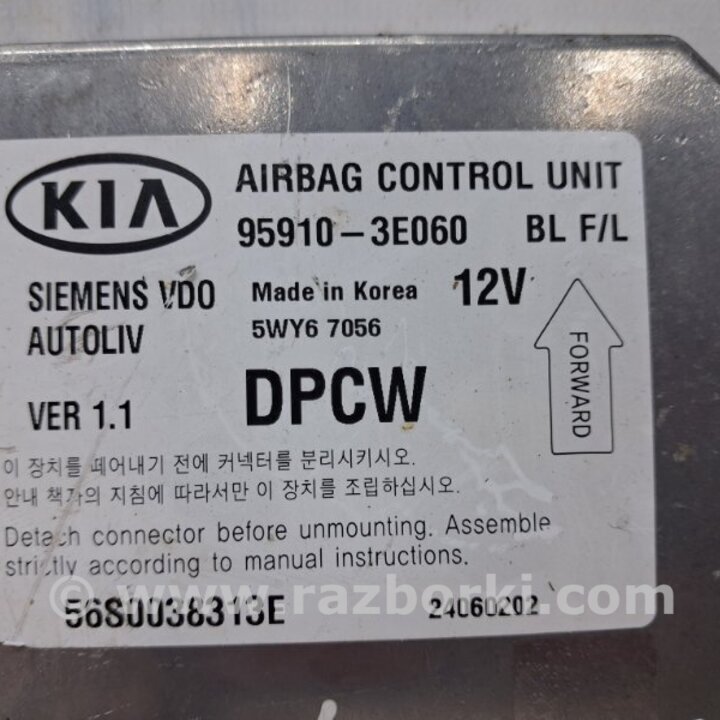 KIA
AIRBAG CONTROL UNIT
95910-3E060 BL F/L
SIEMENS VDO Made in Korea 12V
AUTOLIV 5WY6 7056
FORWARD
VER 1.1 DPCW
이 장치를 떼어내기 전에 커넥터를 분리시키시오.
안내 책자의 지침에 따라서만 이 장치를 조립하십시오.
Detach connector before unmounting. Assemble
strictly according to manual instructions.
© www.razborki.com
56S0038313E 24060202